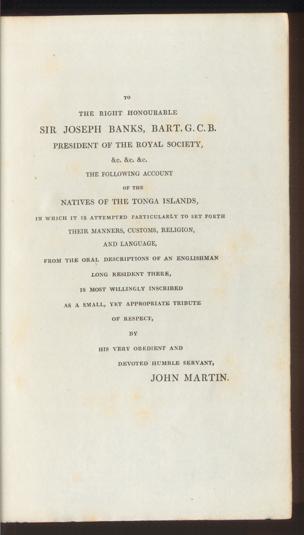 TO
THE RIGHT HONOURABLE
SIR JOSEPH BANKS, BART. G. C. B.
PRESIDENT OF THE ROYAL SOCIETY,
&c. &c. &c.
THE FOLLOWING ACCOUNT
OF THE
NATIVES OF THE TONGA ISLANDS,
IN WHICH IT IS ATTEMPTED PARTICULARLY TO SET FORTH
THEIR MANNERS, CUSTOMS, RELIGION,
AND LANGUAGE,
FROM THE ORAL DESCRIPTIONS OF AN ENGLISHMAN
LONG RESIDENT THERE,
IS MOST WILLINGLY INSCRIBED
AS A SMALL, YET APPROPRIATE TRIBUTE
OF RESPECT,
BY
HIS VERY OBEDIENT AND
DEVOTED HUMBLE SERVANT,
JOHN MARTIN.